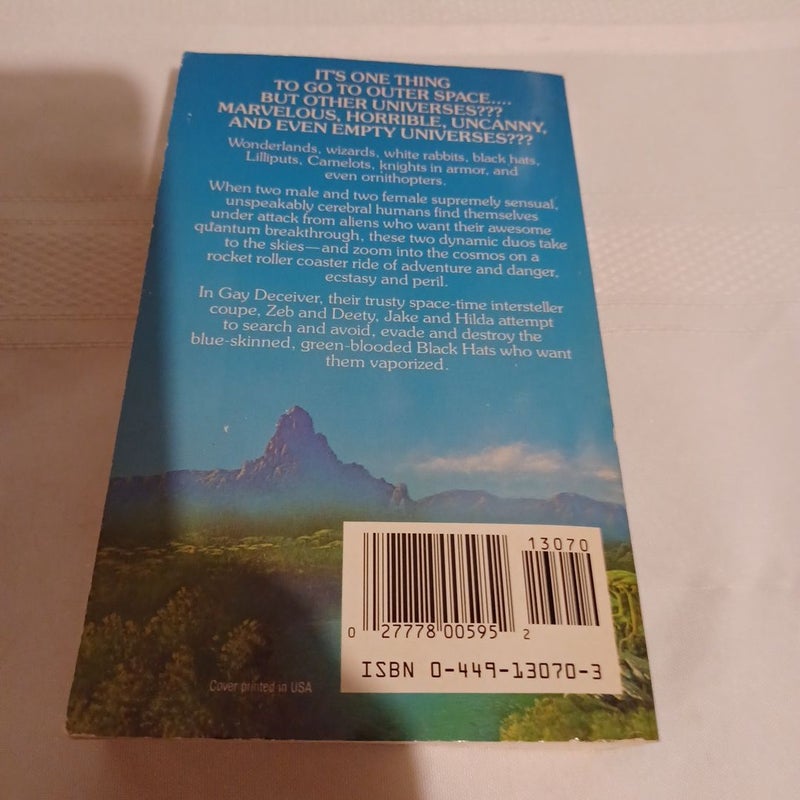 IT'S ONE THING
TO GO TO OUTER SPACE....
BUT OTHER UNIVERSES???
MARVELOUS, HORRIBLE, UNCANNY,
AND EVEN EMPTY UNIVERSES???
Wonderlands, wizards, white rabbits, black hats,
Lilliputs, Camelots, knights in armor, and
even ornithopters.
When two male and two female supremely sensual,
unspeakably cerebral humans find themselves
under attack from aliens who want their awesome
quantum breakthrough, these two dynamic duos take
to the skies—and zoom into the cosmos on a
rocket roller coaster ride of adventure and danger,
ecstasy and peril.
In Gay Deceiver, their trusty space-time intersteller
coupe, Zeb and Deety, Jake and Hilda attempt
to search and avoid, evade and destroy the
blue-skinned, green-blooded Black Hats who want
them vaporized.
13070
0 27778 00595 2
ISBN 0-449-13070-3
Cover printed in USA